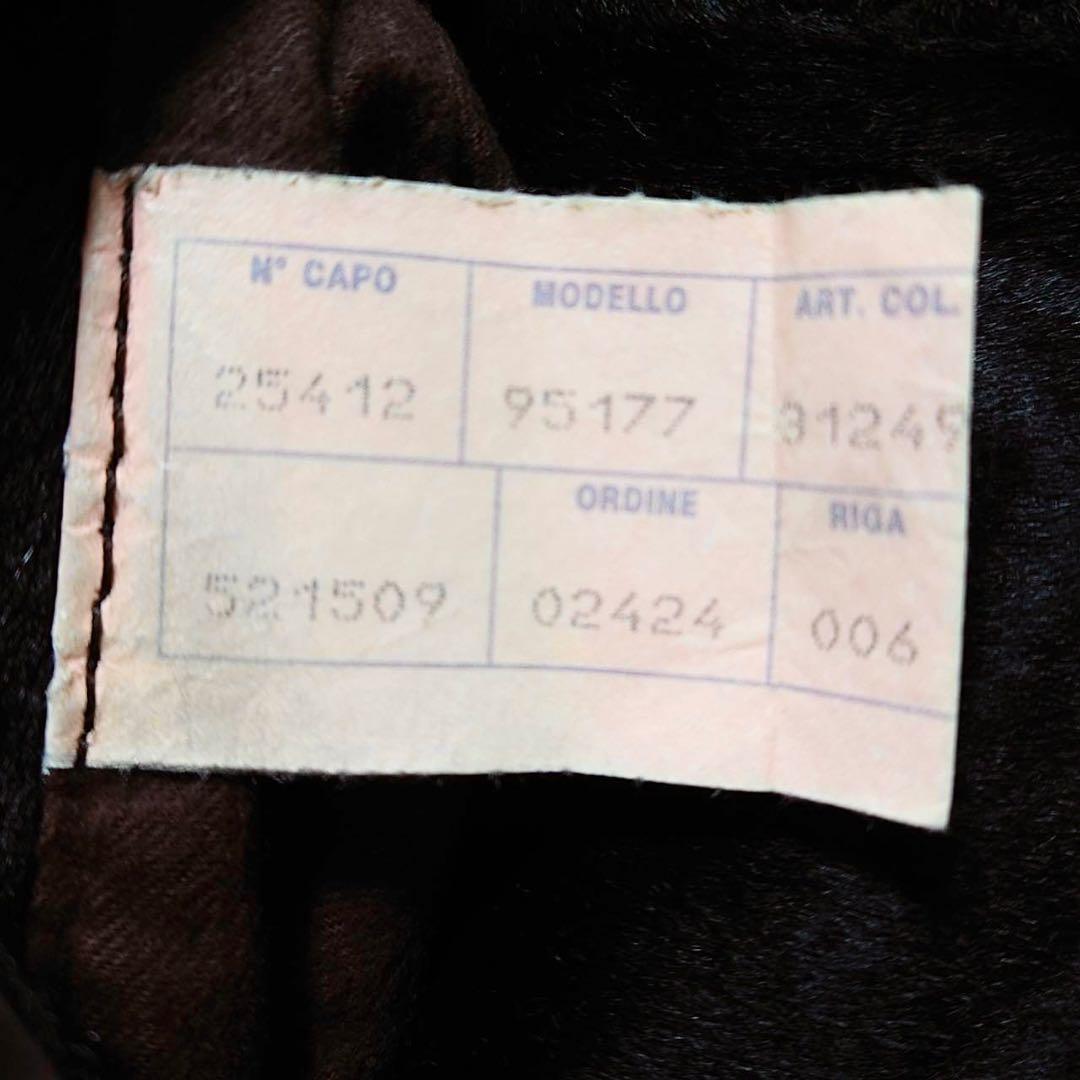 N° CAPO MODELLO ART. COL.
25412 95177 31249
ORDINE RIGA
521509 02424 006